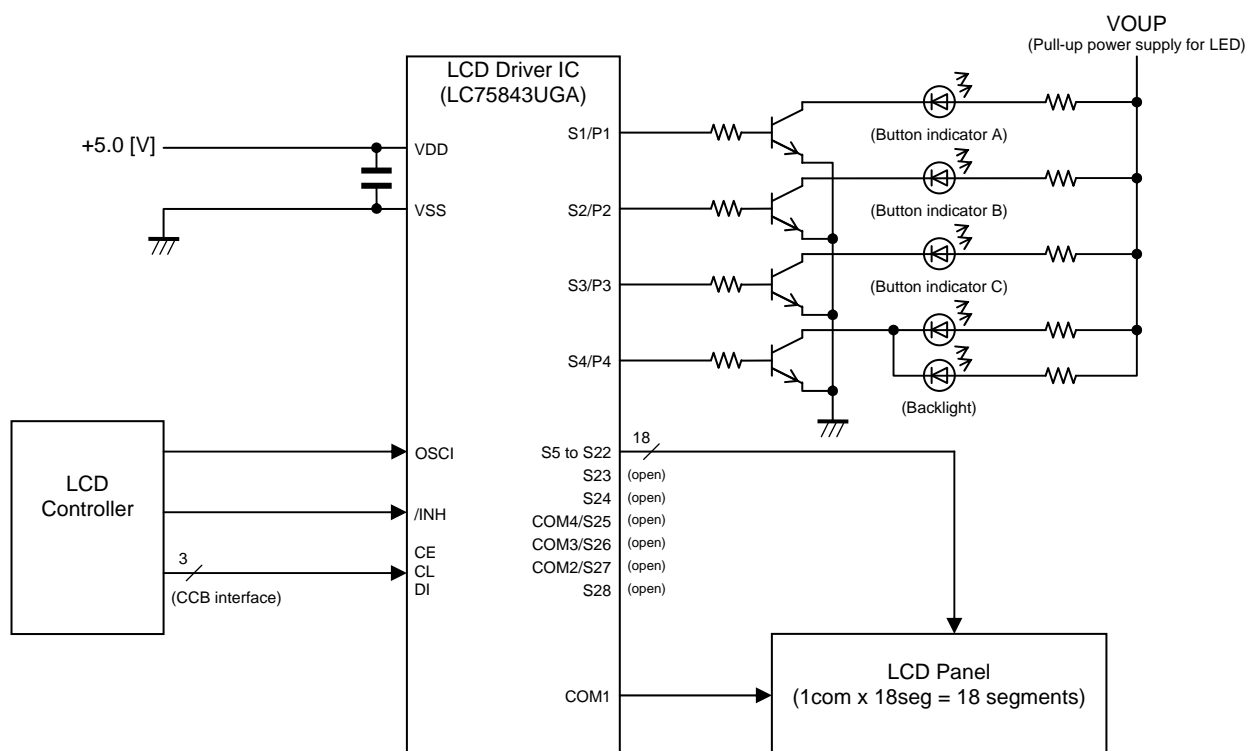 VOUP
(Pull-up power supply for LED)
LCD Driver IC
(LC75843UGA)
+5.0 [V]
VDD
VSS
S1/P1
(Button indicator A)
S2/P2
(Button indicator B)
S3/P3
(Button indicator C)
S4/P4
(Backlight)
LCD
Controller
OSCI
/INH
3
(CCB interface)
CE
CL
DI
18
S5 to S22
S23 (open)
S24 (open)
COM4/S25 (open)
COM3/S26 (open)
COM2/S27 (open)
S28 (open)
COM1
LCD Panel
(1com x 18seg = 18 segments)